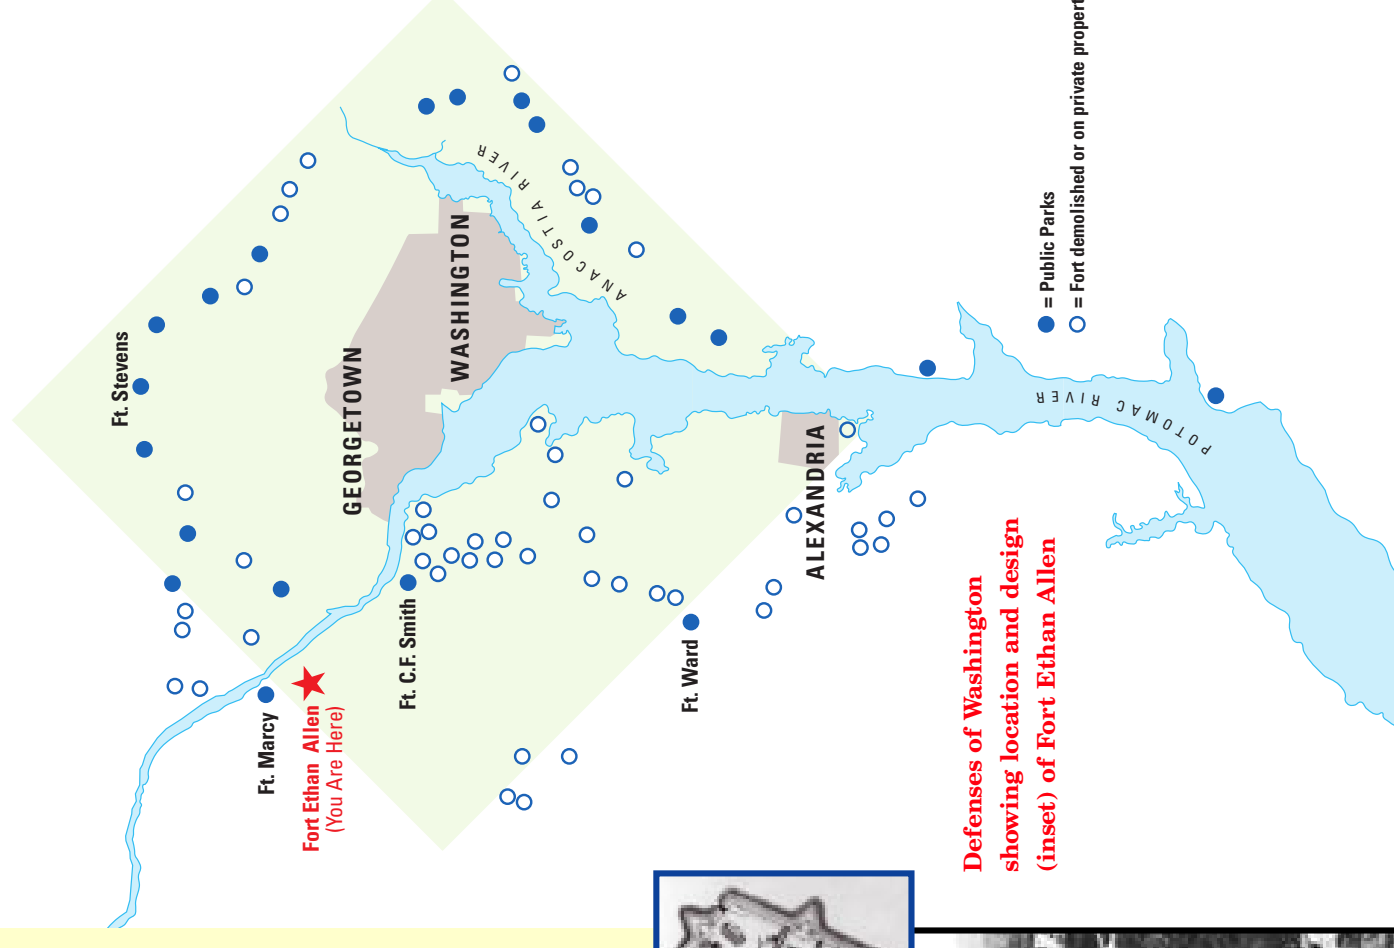 Ft. Stevens
GEORGETOWN
WASHINGTON
ANACOSTIA RIVER
Ft. Marcy
Fort Ethan Allen
(You Are Here)
Ft. C.F. Smith
Ft. Ward
ALEXANDRIA
POTOMAC RIVER
= Public Parks
= Fort demolished or on private propert
Defenses of Washington
showing location and design
(inset) of Fort Ethan Allen